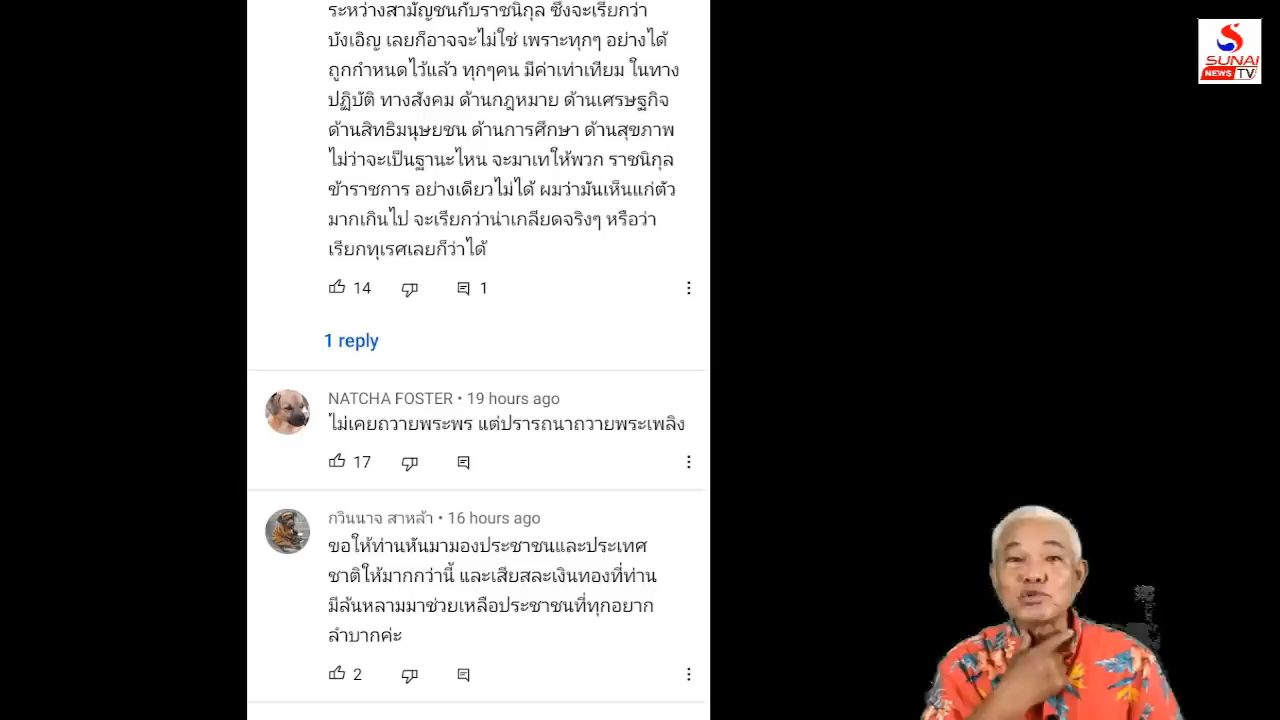 ระหว่างสามัญชนกับราชนิกุล ซึ่งจะเรียกว่า
บังเอิญ เลยก็อาจจะไม่ใช่ เพราะทุกๆ อย่างได้
ถูกกำหนดไว้แล้ว ทุกๆคน มีค่าเท่าเทียม ในทาง
ปฏิบัติ ทางสังคม ด้านกฎหมาย ด้านเศรษฐกิจ
ด้านสิทธิมนุษยชน ด้านการศึกษา ด้านสุขภาพ
ไม่ว่าจะเป็นฐานะไหน จะมาเทให้พวก ราชนิกุล
ข้าราชการ อย่างเดียวไม่ได้ ผมว่ามันเห็นแก่ตัว
มากเกินไป จะเรียกว่าน่าเกลียดจริงๆ หรือว่า
เรียกทุเรศเลยก็ว่าได้
14 1
1 reply
NATCHA FOSTER • 19 hours ago
ไม่เคยถวายพระพร แต่ปรารถนาถวายพระเพลิง
17
กวินนาจ สาหล้า • 16 hours ago
ขอให้ท่านหันมามองประชาชนและประเทศ
ชาติให้มากกว่านี้ และเสียสละเงินทองที่ท่าน
มีล้นหลามมาช่วยเหลือประชาชนที่ทุกอยาก
ลำบากค่ะ
2
S
SUNAI
NEWS TV